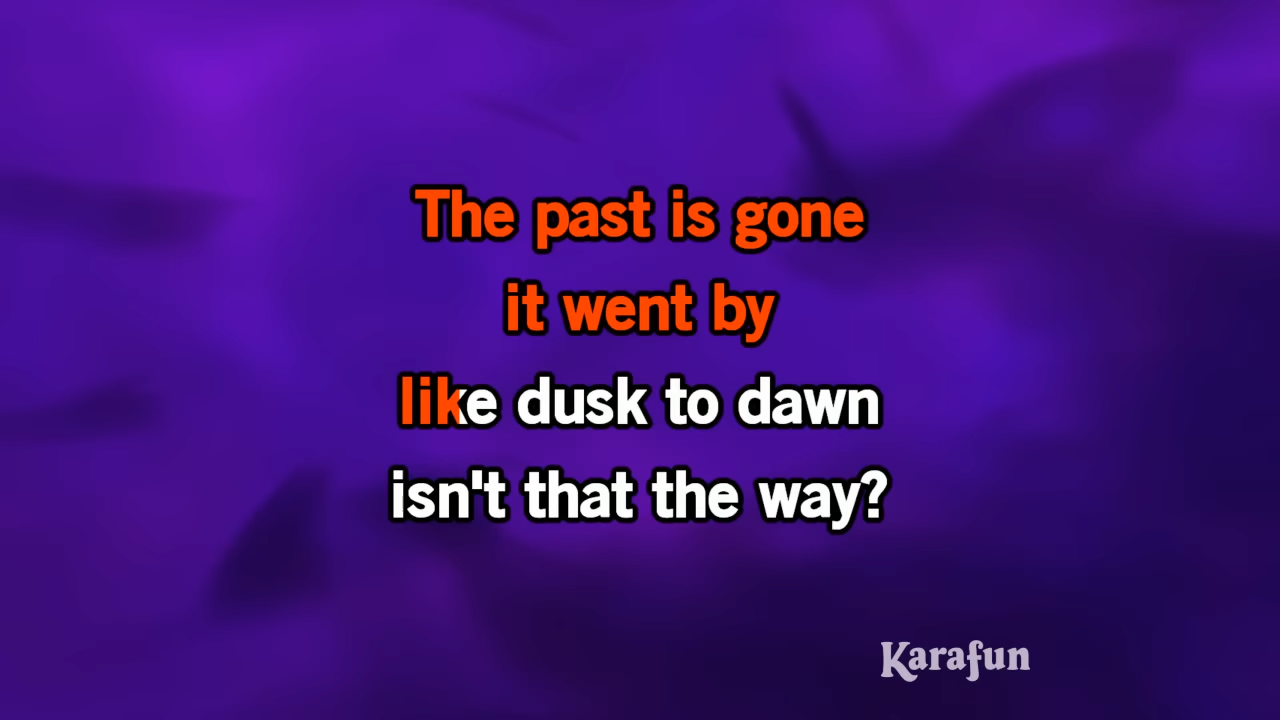 The past is gone
it went by
like dusk to dawn
isn't that the way?
Karafun